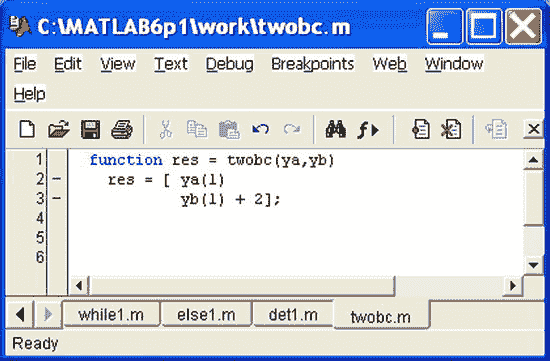 C:\MATLAB6p1\work\twobc.m
File Edit View Text Debug Breakpoints Web Window
Help
1 function res = twobc(ya,yb)
2 – res = [ ya(1)
3 – yb(1) + 2];
4
5
6
while1.m else1.m det1.m twobc.m
Ready